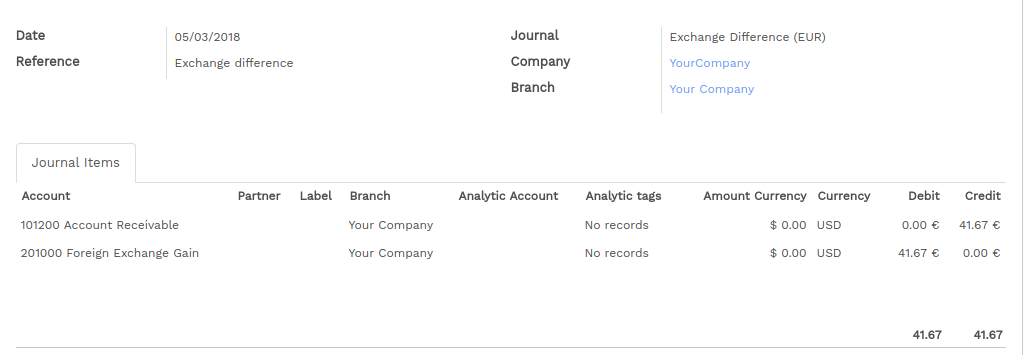 Date 05/03/2018 Journal Exchange Difference (EUR)
Reference Exchange difference Company YourCompany
Branch Your Company
Journal Items
Account Partner Label Branch Analytic Account Analytic tags Amount Currency Currency Debit Credit
101200 Account Receivable Your Company No records $ 0.00 USD 0.00 € 41.67 €
201000 Foreign Exchange Gain Your Company No records $ 0.00 USD 41.67 € 0.00 €
41.67 41.67